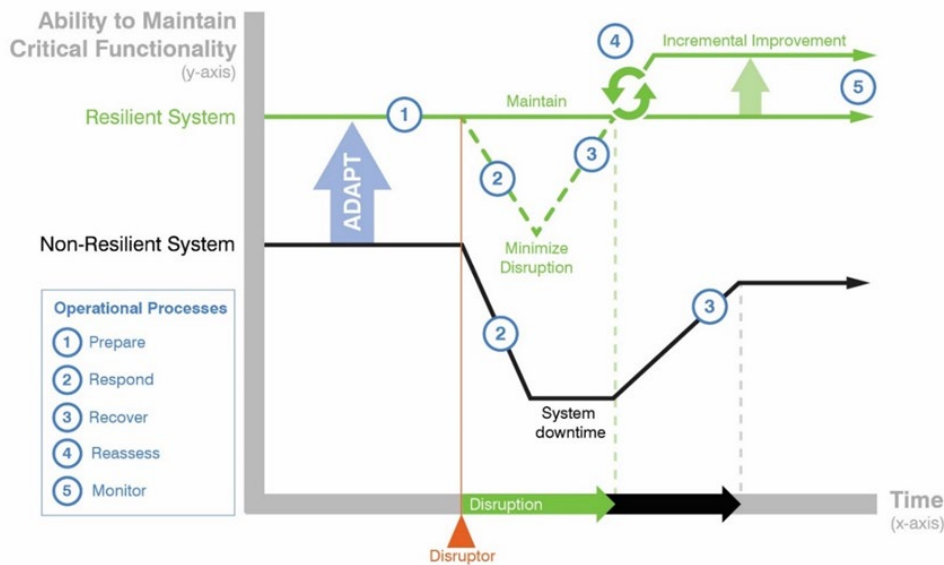 Ability to Maintain
Critical Functionality
(y-axis)
4
Incremental Improvement
5
1
Maintain
Resilient System
ADAPT
2
3
Minimize
Disruption
Non-Resilient System
Operational Processes
1 Prepare
2 Respond
3 Recover
4 Reassess
5 Monitor
2
3
System
downtime
Disruption
Time
(x-axis)
Disruptor